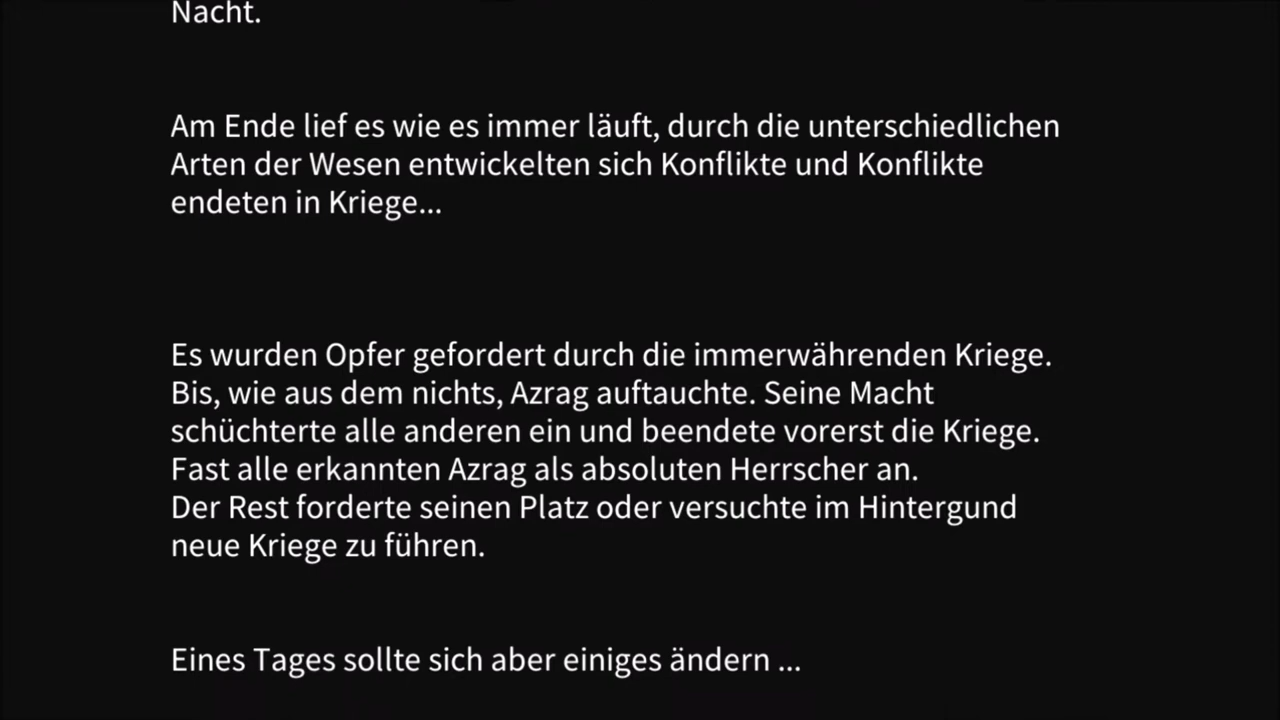 Nacht.
Am Ende lief es wie es immer läuft, durch die unterschiedlichen
Arten der Wesen entwickelten sich Konflikte und Konflikte
endeten in Kriege...
Es wurden Opfer gefordert durch die immerwährenden Kriege.
Bis, wie aus dem nichts, Azrag auftauchte. Seine Macht
schüchterte alle anderen ein und beendete vorerst die Kriege.
Fast alle erkannten Azrag als absoluten Herrscher an.
Der Rest forderte seinen Platz oder versuchte im Hintergund
neue Kriege zu führen.
Eines Tages sollte sich aber einiges ändern ...